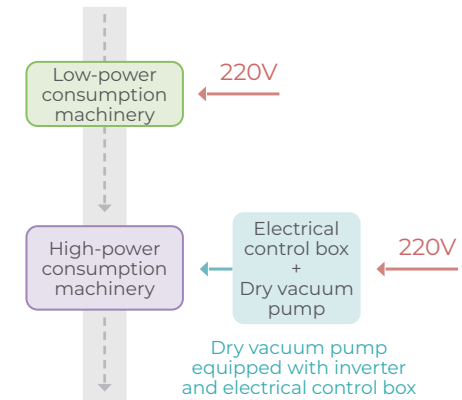 Low-power
consumption
machinery
220V
High-power
consumption
machinery
Electrical
control box
+
Dry vacuum
pump
220V
Dry vacuum pump
equipped with inverter
and electrical control box